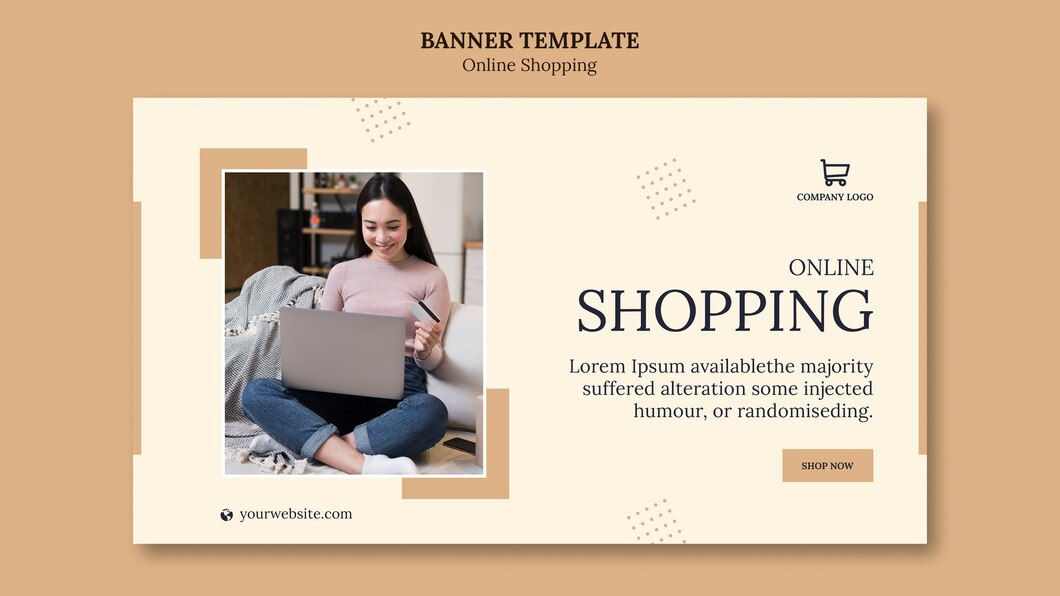 BANNER TEMPLATE
Online Shopping
COMPANY LOGO
ONLINE
SHOPPING
Lorem Ipsum availablethe majority
suffered alteration some injected
humour, or randomiseding.
SHOP NOW
yourwebsite.com